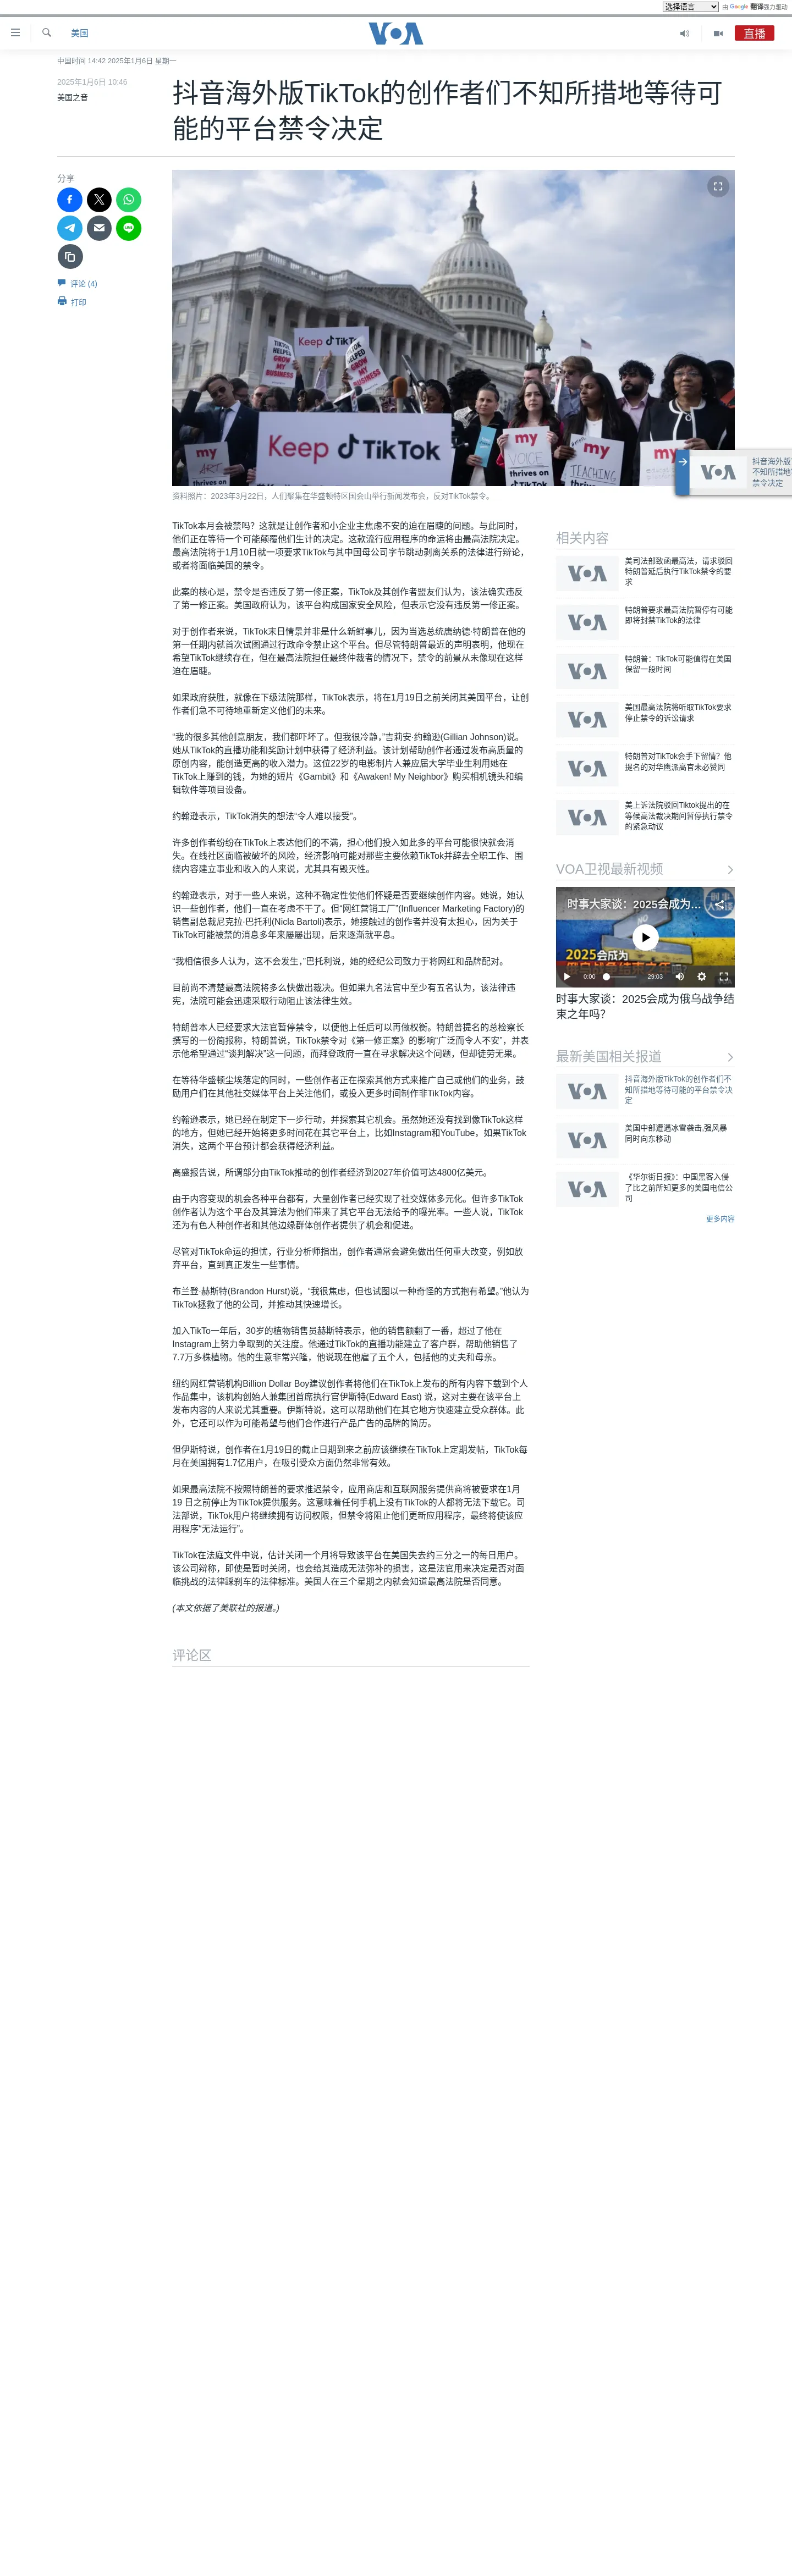 选择语言
由 Google 翻译强力驱动
美国
VOA
直播
中国时间 14:42 2025年1月6日 星期一
2025年1月6日 10:46
美国之音
抖音海外版TikTok的创作者们不知所措地等待可
能的平台禁令决定
分享
评论 (4)
打印
Keep TikTok
TIKTOK
HELPED
GROW MY
BUSINESS
Keep TikTok
my
ART
thrives on
TikTok
my
VOICE
thrives on
TikTok
my
TEACHING
thrives on
TikTok
my
资料照片：2023年3月22日，人们聚集在华盛顿特区国会山举行新闻发布会，反对TikTok禁令。
VOA
抖音海外版
不知所措地
禁令决定
TikTok本月会被禁吗？这就是让创作者和小企业主焦虑不安的迫在眉睫的问题。与此同时，
他们正在等待一个可能颠覆他们生计的决定。这款流行应用程序的命运将由最高法院决定。
最高法院将于1月10日就一项要求TikTok与其中国母公司字节跳动剥离关系的法律进行辩论，
或者将面临美国的禁令。
此案的核心是，禁令是否违反了第一修正案，TikTok及其创作者盟友们认为，该法确实违反
了第一修正案。美国政府认为，该平台构成国家安全风险，但表示它没有违反第一修正案。
对于创作者来说，TikTok末日情景并非是什么新鲜事儿，因为当选总统唐纳德·特朗普在他的
第一任期内就首次试图通过行政命令禁止这个平台。但尽管特朗普最近的声明表明，他现在
希望TikTok继续存在，但在最高法院担任最终仲裁者的情况下，禁令的前景从未像现在这样
迫在眉睫。
如果政府获胜，就像在下级法院那样，TikTok表示，将在1月19日之前关闭其美国平台，让创
作者们急不可待地重新定义他们的未来。
“我的很多其他创意朋友，我们都吓坏了。但我很冷静，”吉莉安·约翰逊(Gillian Johnson)说。
她从TikTok的直播功能和奖励计划中获得了经济利益。该计划帮助创作者通过发布高质量的
原创内容，能创造更高的收入潜力。这位22岁的电影制片人兼应届大学毕业生利用她在
TikTok上赚到的钱，为她的短片《Gambit》和《Awaken! My Neighbor》购买相机镜头和编
辑软件等项目设备。
约翰逊表示，TikTok消失的想法“令人难以接受”。
许多创作者纷纷在TikTok上表达他们的不满，担心他们投入如此多的平台可能很快就会消
失。在线社区面临被破坏的风险，经济影响可能对那些主要依赖TikTok并辞去全职工作、围
绕内容建立事业和收入的人来说，尤其具有毁灭性。
约翰逊表示，对于一些人来说，这种不确定性使他们怀疑是否要继续创作内容。她说，她认
识一些创作者，他们一直在考虑不干了。但“网红营销工厂”(Influencer Marketing Factory)的
销售副总裁尼克拉·巴托利(Nicla Bartoli)表示，她接触过的创作者并没有太担心，因为关于
TikTok可能被禁的消息多年来屡屡出现，后来逐渐就平息。
“我相信很多人认为，这不会发生，”巴托利说，她的经纪公司致力于将网红和品牌配对。
目前尚不清楚最高法院将多么快做出裁决。但如果九名法官中至少有五名认为，该法律违
宪，法院可能会迅速采取行动阻止该法律生效。
特朗普本人已经要求大法官暂停禁令，以便他上任后可以再做权衡。特朗普提名的总检察长
撰写的一份简报称，特朗普说，TikTok禁令对《第一修正案》的影响“广泛而令人不安”，并表
示他希望通过“谈判解决”这一问题，而拜登政府一直在寻求解决这个问题，但却徒劳无果。
在等待华盛顿尘埃落定的同时，一些创作者正在探索其他方式来推广自己或他们的业务，鼓
励用户们在其他社交媒体平台上关注他们，或投入更多时间制作非TikTok内容。
约翰逊表示，她已经在制定下一步行动，并探索其它机会。虽然她还没有找到像TikTok这样
的地方，但她已经开始将更多时间花在其它平台上，比如Instagram和YouTube，如果TikTok
消失，这两个平台预计都会获得经济利益。
高盛报告说，所谓部分由TikTok推动的创作者经济到2027年价值可达4800亿美元。
由于内容变现的机会各种平台都有，大量创作者已经实现了社交媒体多元化。但许多TikTok
创作者认为这个平台及其算法为他们带来了其它平台无法给予的曝光率。一些人说，TikTok
还为有色人种创作者和其他边缘群体创作者提供了机会和促进。
尽管对TikTok命运的担忧，行业分析师指出，创作者通常会避免做出任何重大改变，例如放
弃平台，直到真正发生一些事情。
布兰登·赫斯特(Brandon Hurst)说，“我很焦虑，但也试图以一种奇怪的方式抱有希望。”他认为
TikTok拯救了他的公司，并推动其快速增长。
加入TikTo一年后，30岁的植物销售员赫斯特表示，他的销售额翻了一番，超过了他在
Instagram上努力争取到的关注度。他通过TikTok的直播功能建立了客户群，帮助他销售了
7.7万多株植物。他的生意非常兴隆，他说现在他雇了五个人，包括他的丈夫和母亲。
纽约网红营销机构Billion Dollar Boy建议创作者将他们在TikTok上发布的所有内容下载到个人
作品集中，该机构创始人兼集团首席执行官伊斯特(Edward East) 说，这对主要在该平台上
发布内容的人来说尤其重要。伊斯特说，这可以帮助他们在其它地方快速建立受众群体。此
外，它还可以作为可能希望与他们合作进行产品广告的品牌的简历。
但伊斯特说，创作者在1月19日的截止日期到来之前应该继续在TikTok上定期发帖，TikTok每
月在美国拥有1.7亿用户，在吸引受众方面仍然非常有效。
如果最高法院不按照特朗普的要求推迟禁令，应用商店和互联网服务提供商将被要求在1月
19 日之前停止为TikTok提供服务。这意味着任何手机上没有TikTok的人都将无法下载它。司
法部说，TikTok用户将继续拥有访问权限，但禁令将阻止他们更新应用程序，最终将使该应
用程序“无法运行”。
TikTok在法庭文件中说，估计关闭一个月将导致该平台在美国失去约三分之一的每日用户。
该公司辩称，即使是暂时关闭，也会给其造成无法弥补的损害，这是法官用来决定是否对面
临挑战的法律踩刹车的法律标准。美国人在三个星期之内就会知道最高法院是否同意。
(本文依据了美联社的报道。)
评论区
相关内容
VOA
美司法部致函最高法，请求驳回
特朗普延后执行TikTok禁令的要
求
VOA
特朗普要求最高法院暂停有可能
即将封禁TikTok的法律
VOA
特朗普：TikTok可能值得在美国
保留一段时间
VOA
美国最高法院将听取TikTok要求
停止禁令的诉讼请求
VOA
特朗普对TikTok会手下留情？他
提名的对华鹰派高官未必赞同
VOA
美上诉法院驳回Tiktok提出的在
等候高法裁决期间暂停执行禁令
的紧急动议
VOA卫视最新视频
时事大家谈：2025会成为…
2025会成为
俄乌战争结束之年吗?
0:00
29:03
时事大家谈：2025会成为俄乌战争结
束之年吗？
最新美国相关报道
VOA
抖音海外版TikTok的创作者们不
知所措地等待可能的平台禁令决
定
VOA
美国中部遭遇冰雪袭击,强风暴
同时向东移动
VOA
《华尔街日报》：中国黑客入侵
了比之前所知更多的美国电信公
司
更多内容